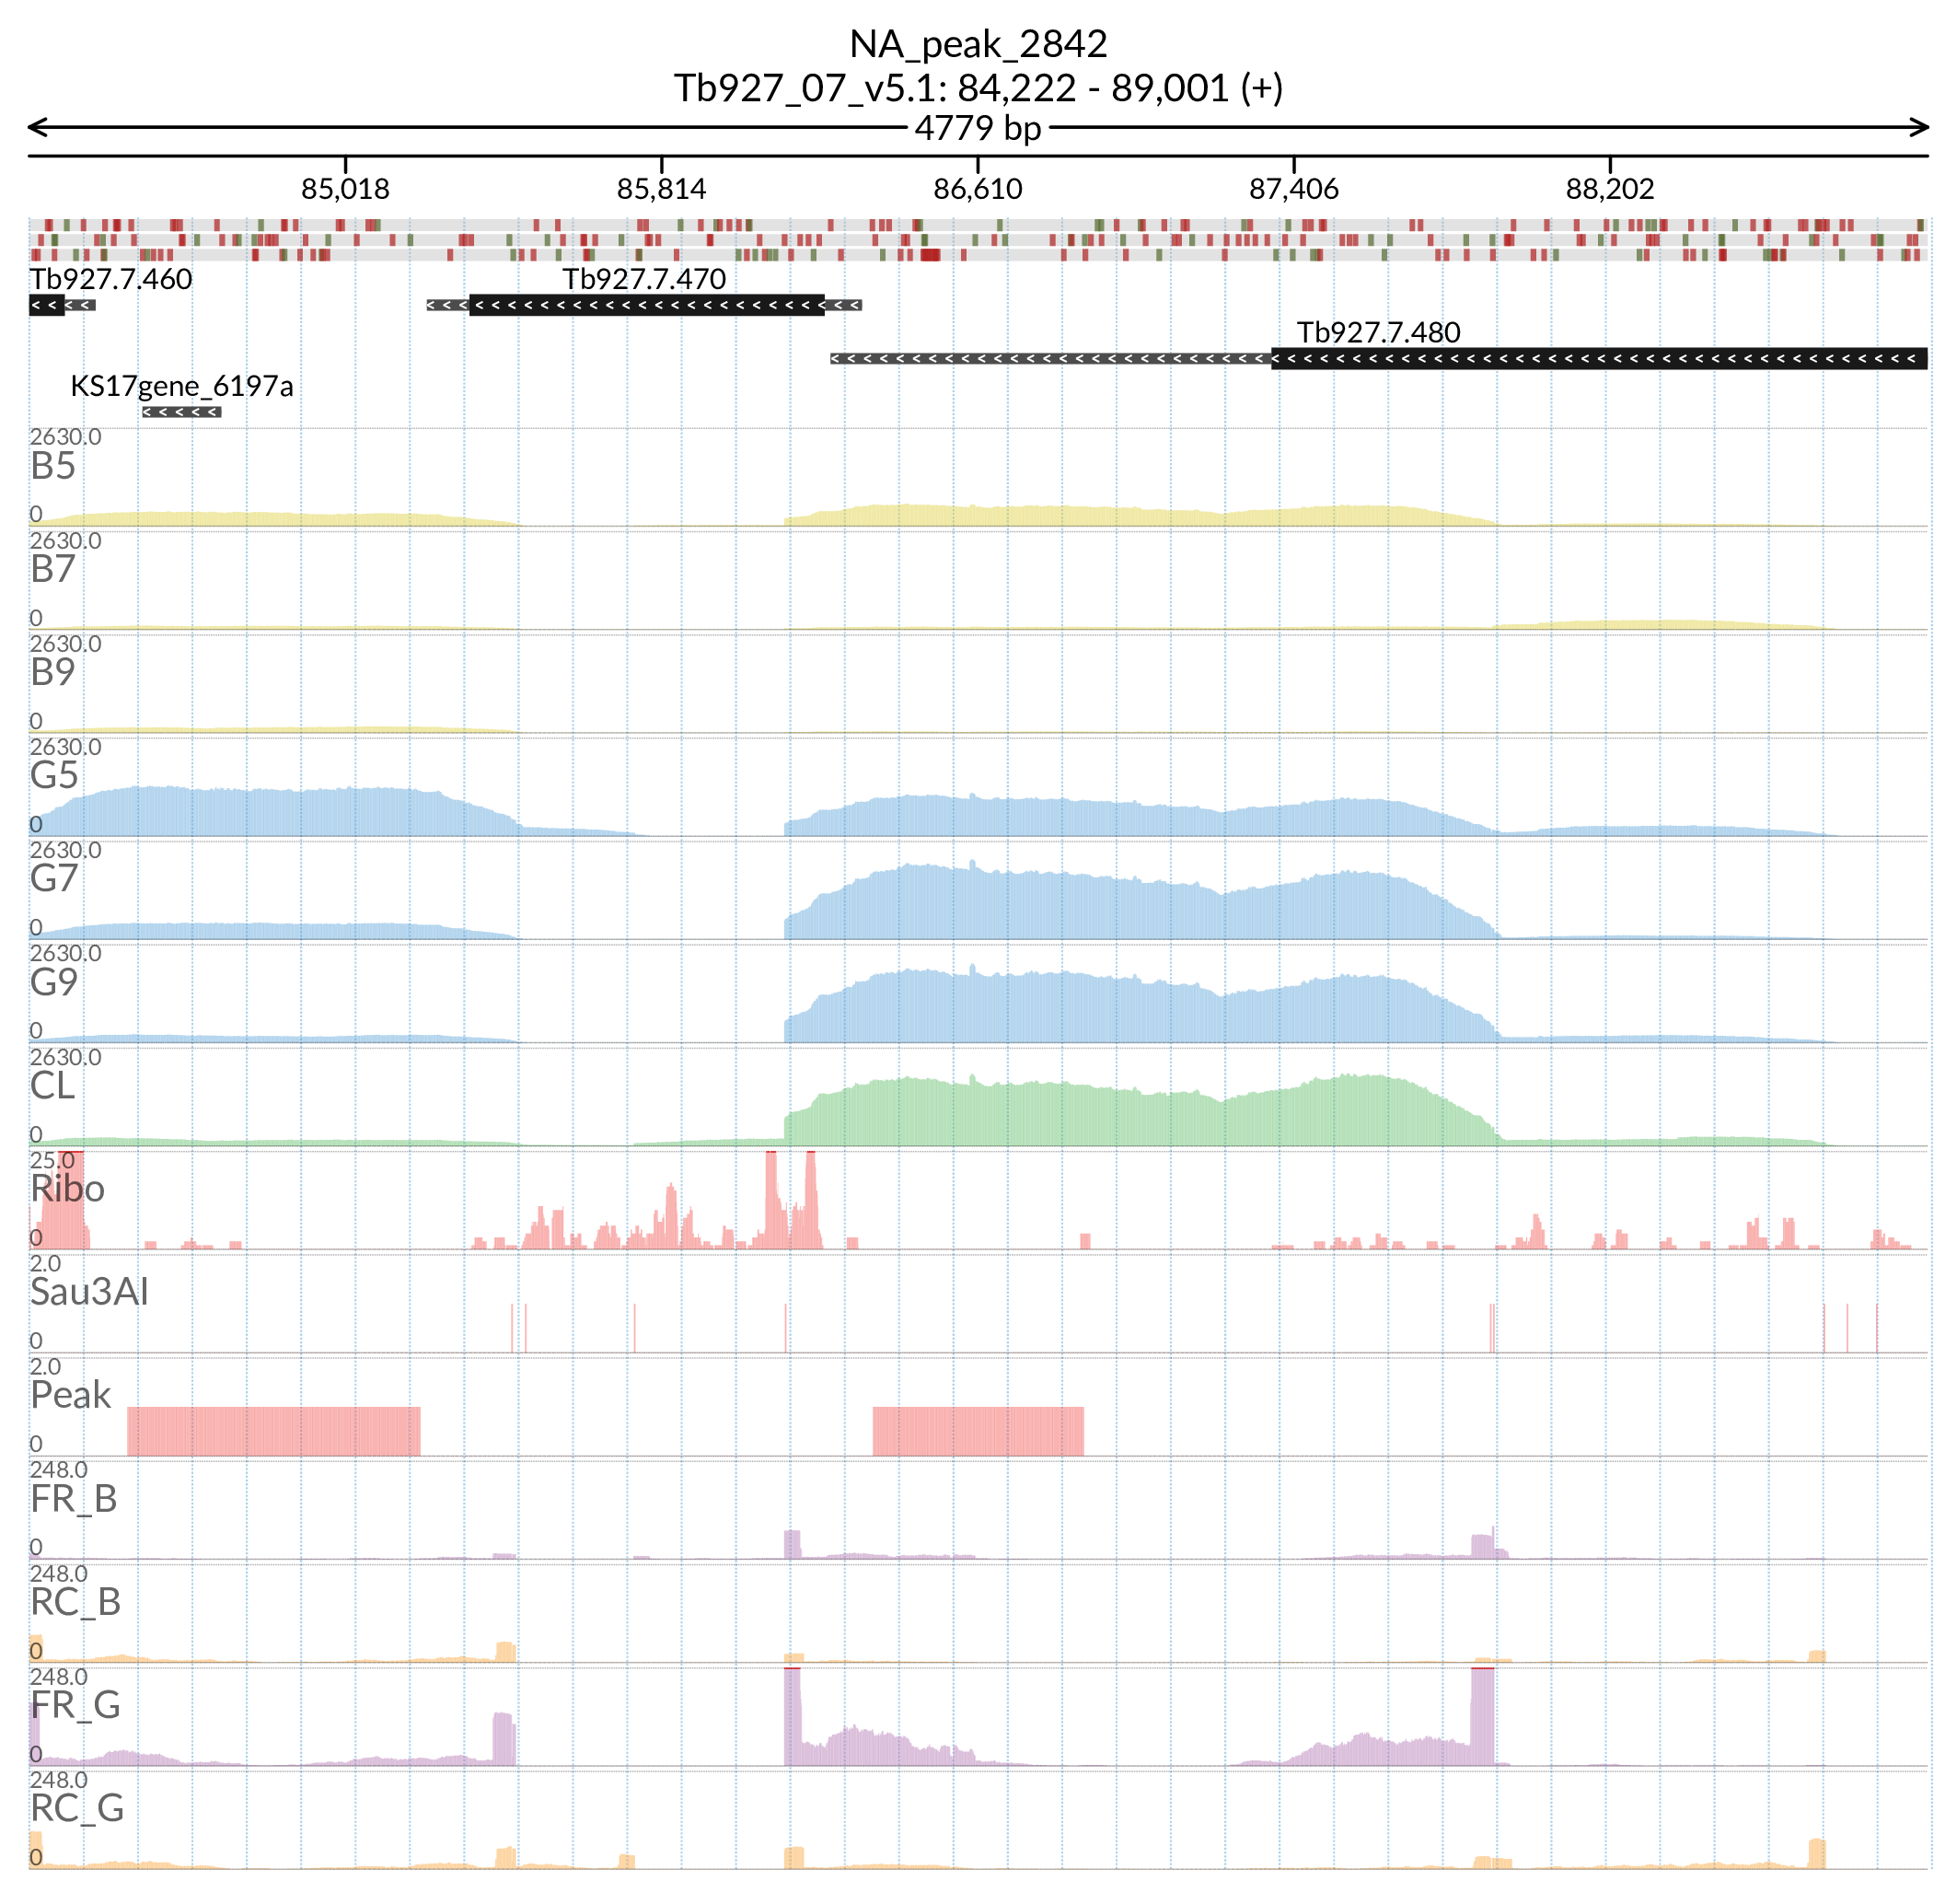 NA_peak_2842
Tb927_07_v5.1: 84,222 - 89,001 (+)
4779 bp
85,018 85,814 86,610 87,406 88,202
Tb927.7.460 Tb927.7.470
Tb927.7.480
KS17gene_6197a
2630.0
B5
0
2630.0
B7
0
2630.0
B9
0
2630.0
G5
0
2630.0
G7
0
2630.0
G9
0
2630.0
CL
0
25.0
Ribo
0
2.0
Sau3AI
0
2.0
Peak
0
248.0
FR_B
0
248.0
RC_B
0
248.0
FR_G
0
248.0
RC_G
0